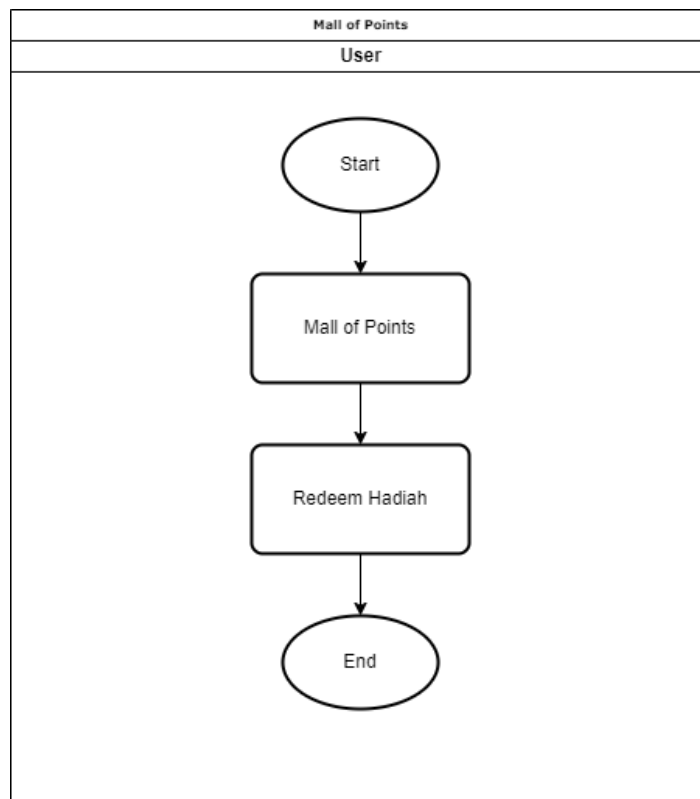 Mall of Points
User
Start
Mall of Points
Redeem Hadiah
End